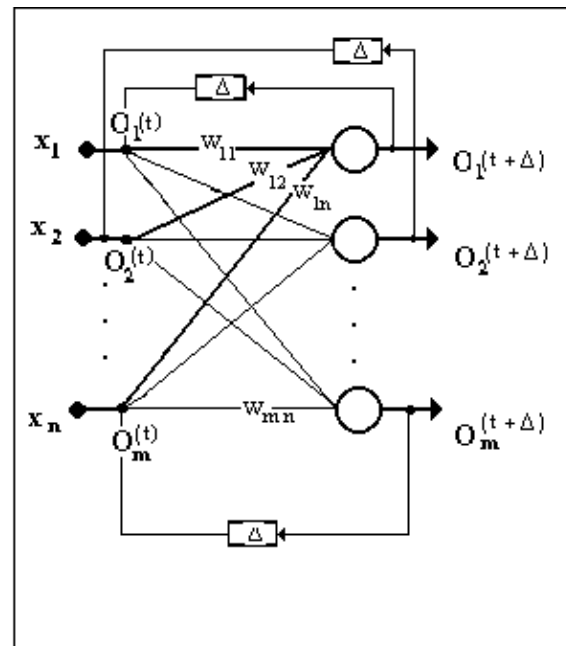 Δ
Δ
O₁(t)
x₁ W₁₁ O₁(t + Δ)
W₁₂
W₁ₙ
x₂ O₂(t + Δ)
O₂(t)
xₙ Wₘₙ Oₘ(t + Δ)
Oₘ(t)
Δ